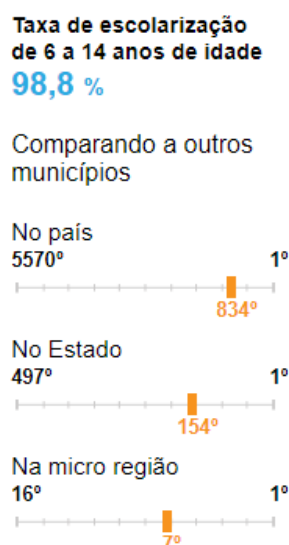 Taxa de escolarização
de 6 a 14 anos de idade
98,8 %
Comparando a outros
municípios
No país
5570º 1º
834º
No Estado
497º 1º
154º
Na micro região
16º 1º
7º